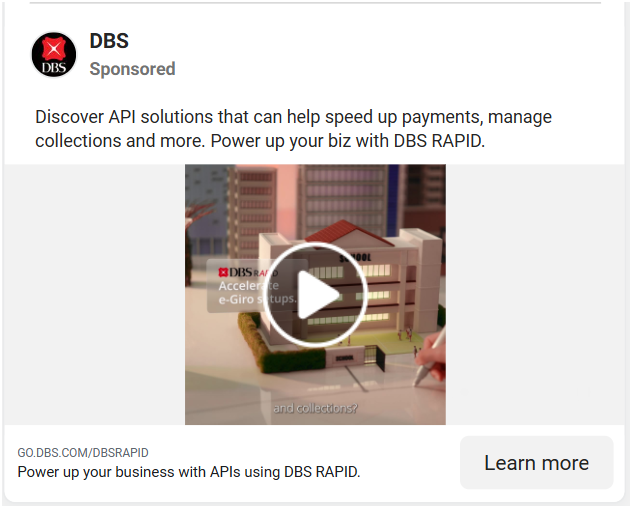 DBS
DBS
Sponsored
Discover API solutions that can help speed up payments, manage
collections and more. Power up your biz with DBS RAPID.
SCHOOL
DBS RAPID
Accelerate
e-Giro setups.
and collections?
GO.DBS.COM/DBSRAPID
Power up your business with APIs using DBS RAPID.
Learn more